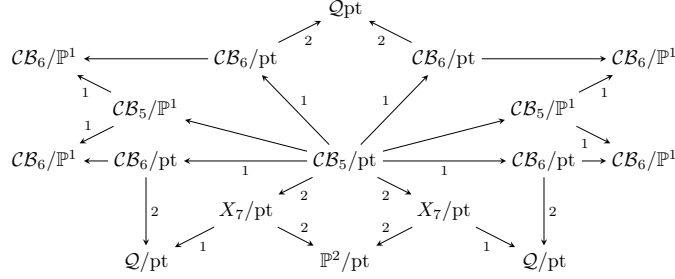 𝒬pt
2 2
𝒞ℬ₆/ℙ¹ 𝒞ℬ₆/pt 𝒞ℬ₆/pt 𝒞ℬ₆/ℙ¹
1 1 1 1
𝒞ℬ₅/ℙ¹ 𝒞ℬ₅/ℙ¹
1 1
𝒞ℬ₆/ℙ¹ 𝒞ℬ₆/pt 𝒞ℬ₅/pt 𝒞ℬ₆/pt 𝒞ℬ₆/ℙ¹
1 1
2 2 2 2
X₇/pt X₇/pt
1 2 2 1
𝒬/pt ℙ²/pt 𝒬/pt